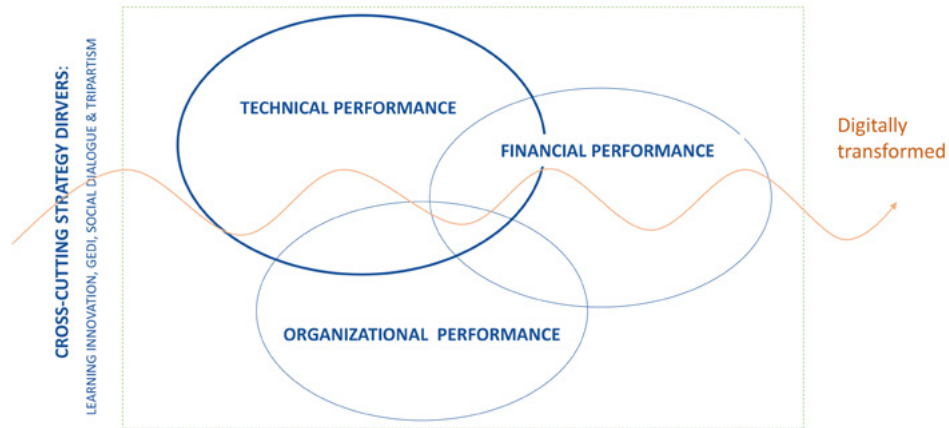 CROSS-CUTTING STRATEGY DIRVERS:
LEARNING INNOVATION, GEDI, SOCIAL DIALOGUE & TRIPARTISM
TECHNICAL PERFORMANCE
FINANCIAL PERFORMANCE
ORGANIZATIONAL PERFORMANCE
Digitally
transformed